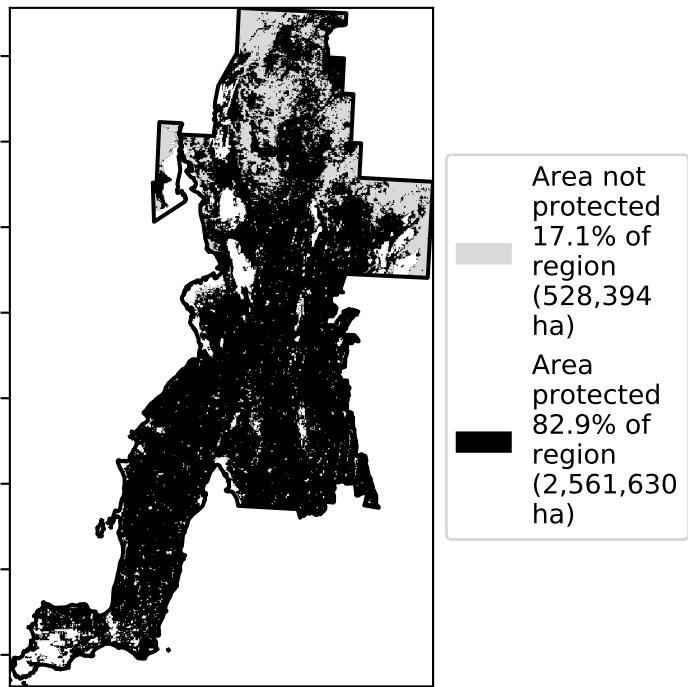 Area not
protected
17.1% of
region
(528,394
ha)
Area
protected
82.9% of
region
(2,561,630
ha)